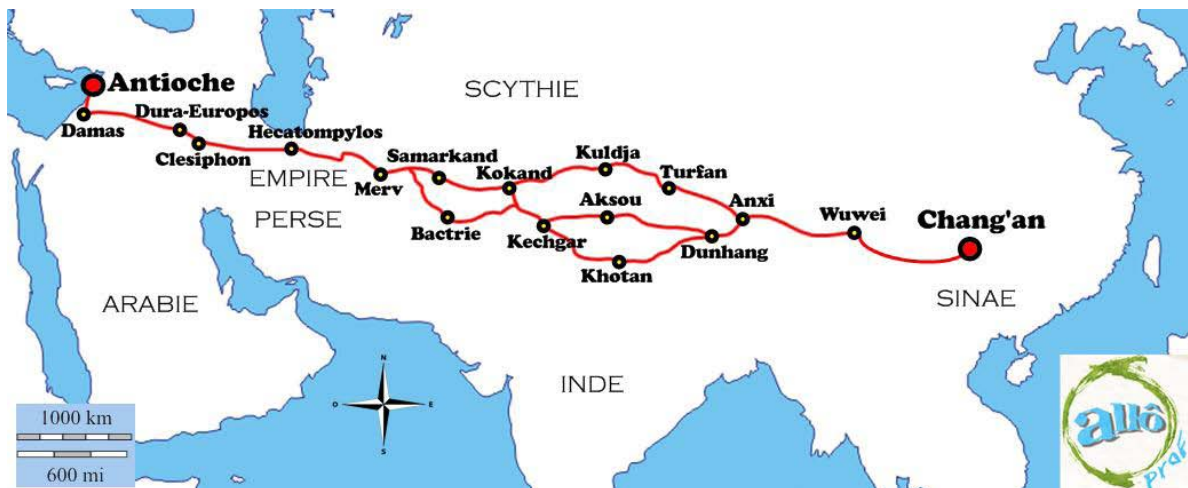 SCYTHIE
Antioche
Dura-Europos
Damas
Clesiphon
Hecatompylos
EMPIRE
PERSE
Merv
Samarkand
Kokand
Kuldja
Turfan
Bactrie
Kechgar
Aksou
Khotan
Dunhang
Anxi
Wuwei
Chang'an
SINAE
ARABIE
INDE
N
O
E
S
1000 km
600 mi
allô
prof